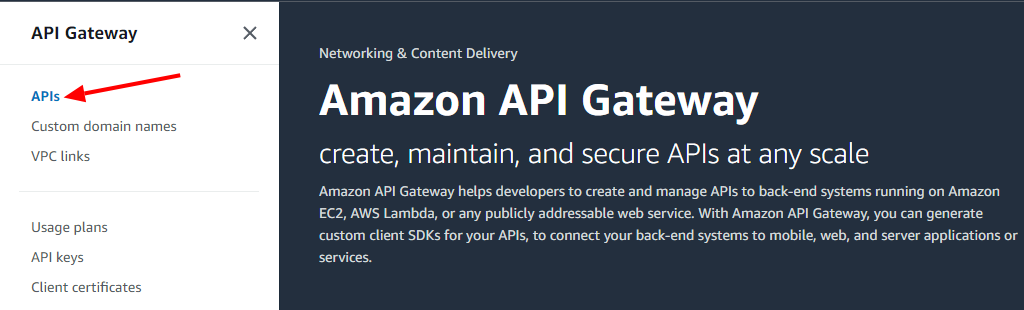 API Gateway
APIs
Custom domain names
VPC links
Usage plans
API keys
Client certificates
Networking & Content Delivery
Amazon API Gateway
create, maintain, and secure APIs at any scale
Amazon API Gateway helps developers to create and manage APIs to back-end systems running on Amazon
EC2, AWS Lambda, or any publicly addressable web service. With Amazon API Gateway, you can generate
custom client SDKs for your APIs, to connect your back-end systems to mobile, web, and server applications or
services.